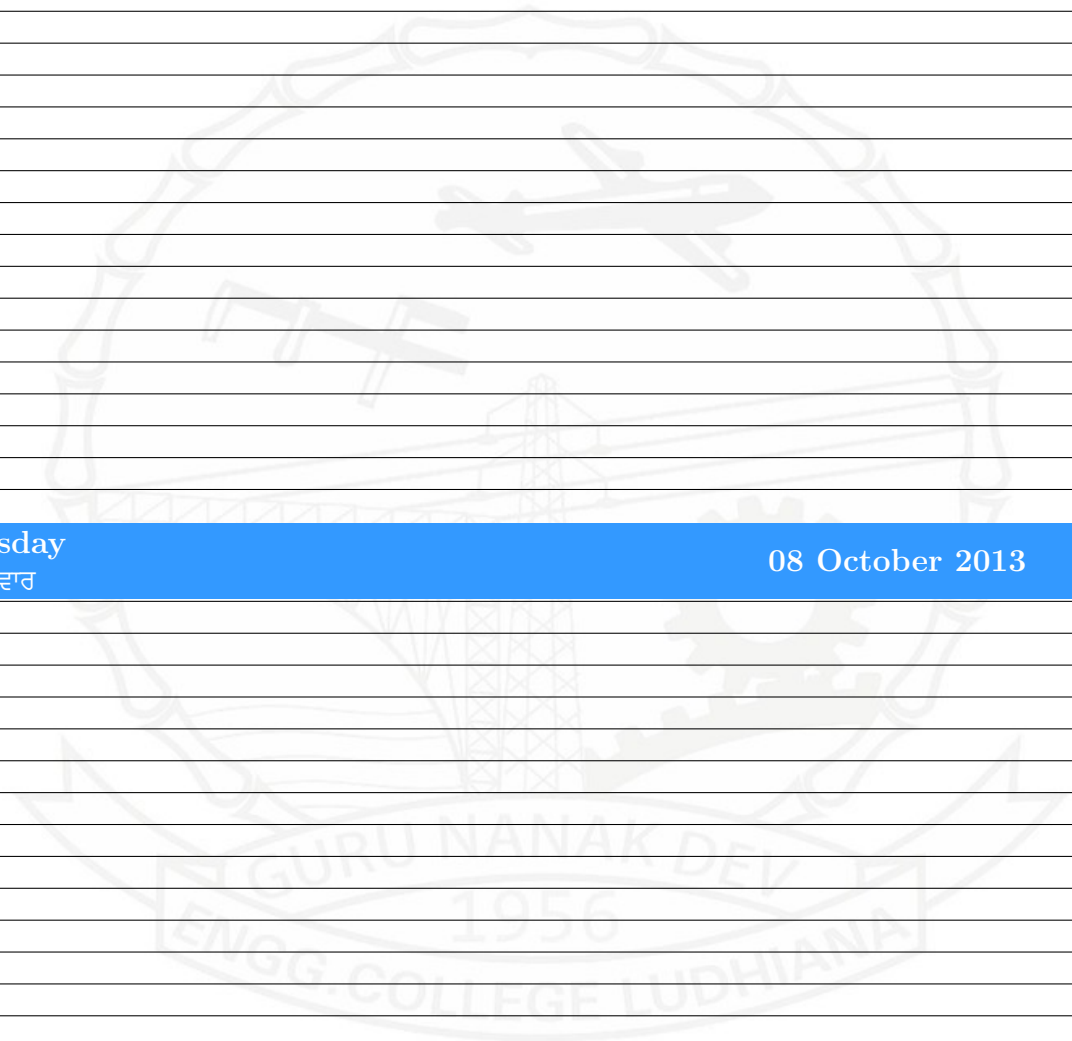 sday
08 October 2013
ਵਾਰ
GURU NANAK DEV
1956
ENGG. COLLEGE LUDHIANA